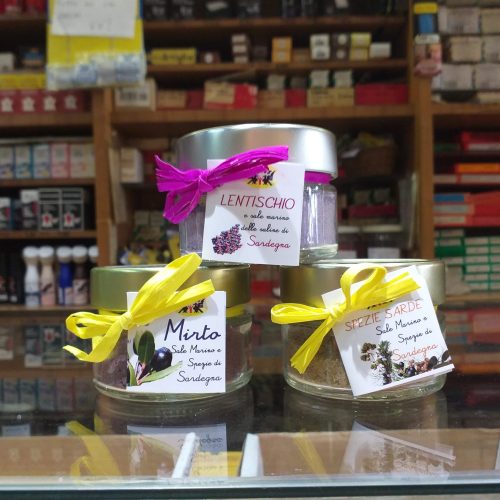 LENTISCHIO
e sale marino
delle saline di
Sardegna
Mirto
Sale Marino e
Spezie di
Sardegna
SPEZIE SARDE
Sale Marino e
Spezie di
Sardegna